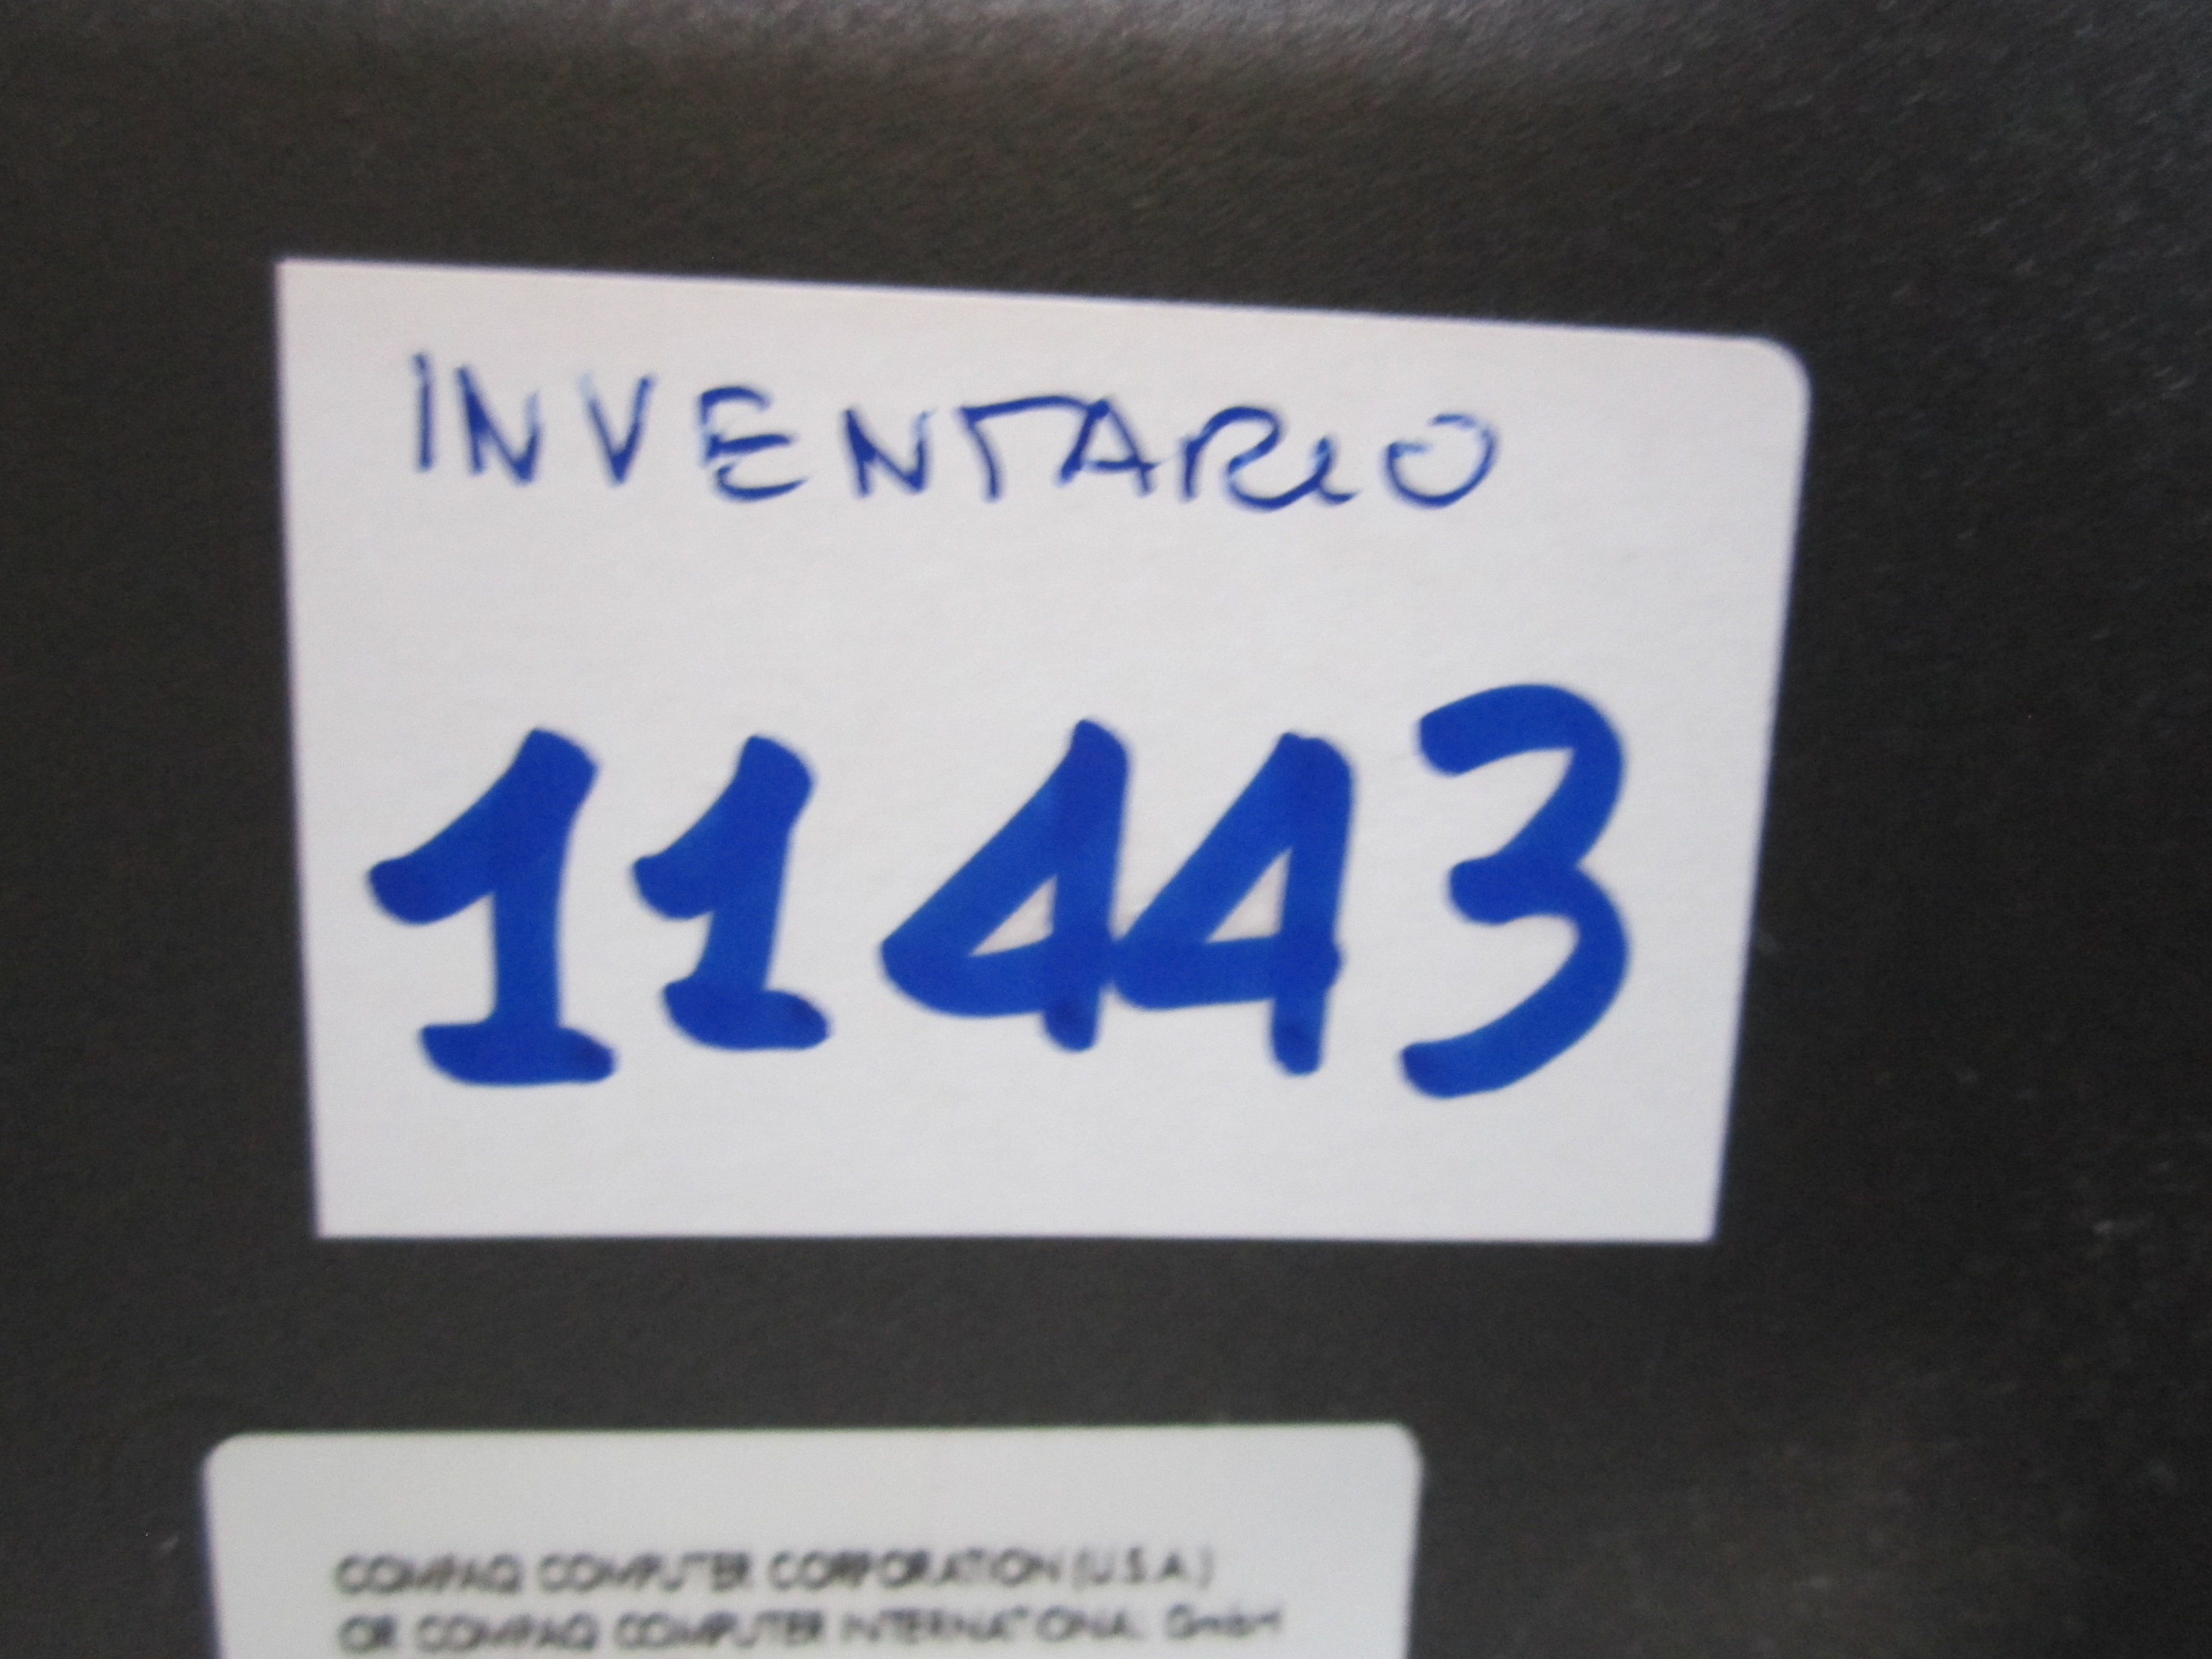 INVENTARIO
11443
COMPAQ COMPUTER CORPORATION (U.S.A.)
OR COMPAQ COMPUTER INTERNATIONAL GmbH